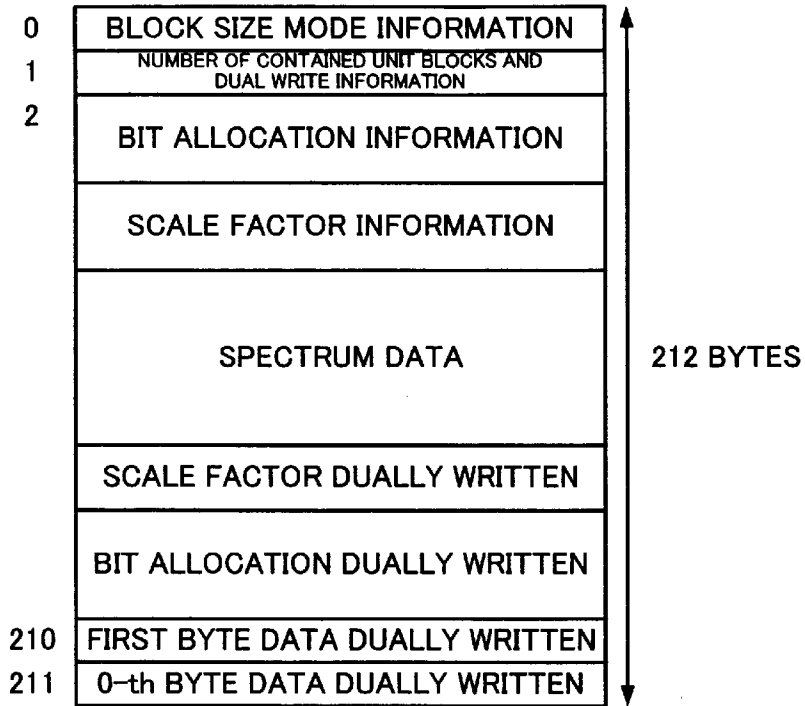 0 BLOCK SIZE MODE INFORMATION
1 NUMBER OF CONTAINED UNIT BLOCKS AND
DUAL WRITE INFORMATION
2 BIT ALLOCATION INFORMATION
SCALE FACTOR INFORMATION
SPECTRUM DATA
212 BYTES
SCALE FACTOR DUALLY WRITTEN
BIT ALLOCATION DUALLY WRITTEN
210 FIRST BYTE DATA DUALLY WRITTEN
211 0-th BYTE DATA DUALLY WRITTEN